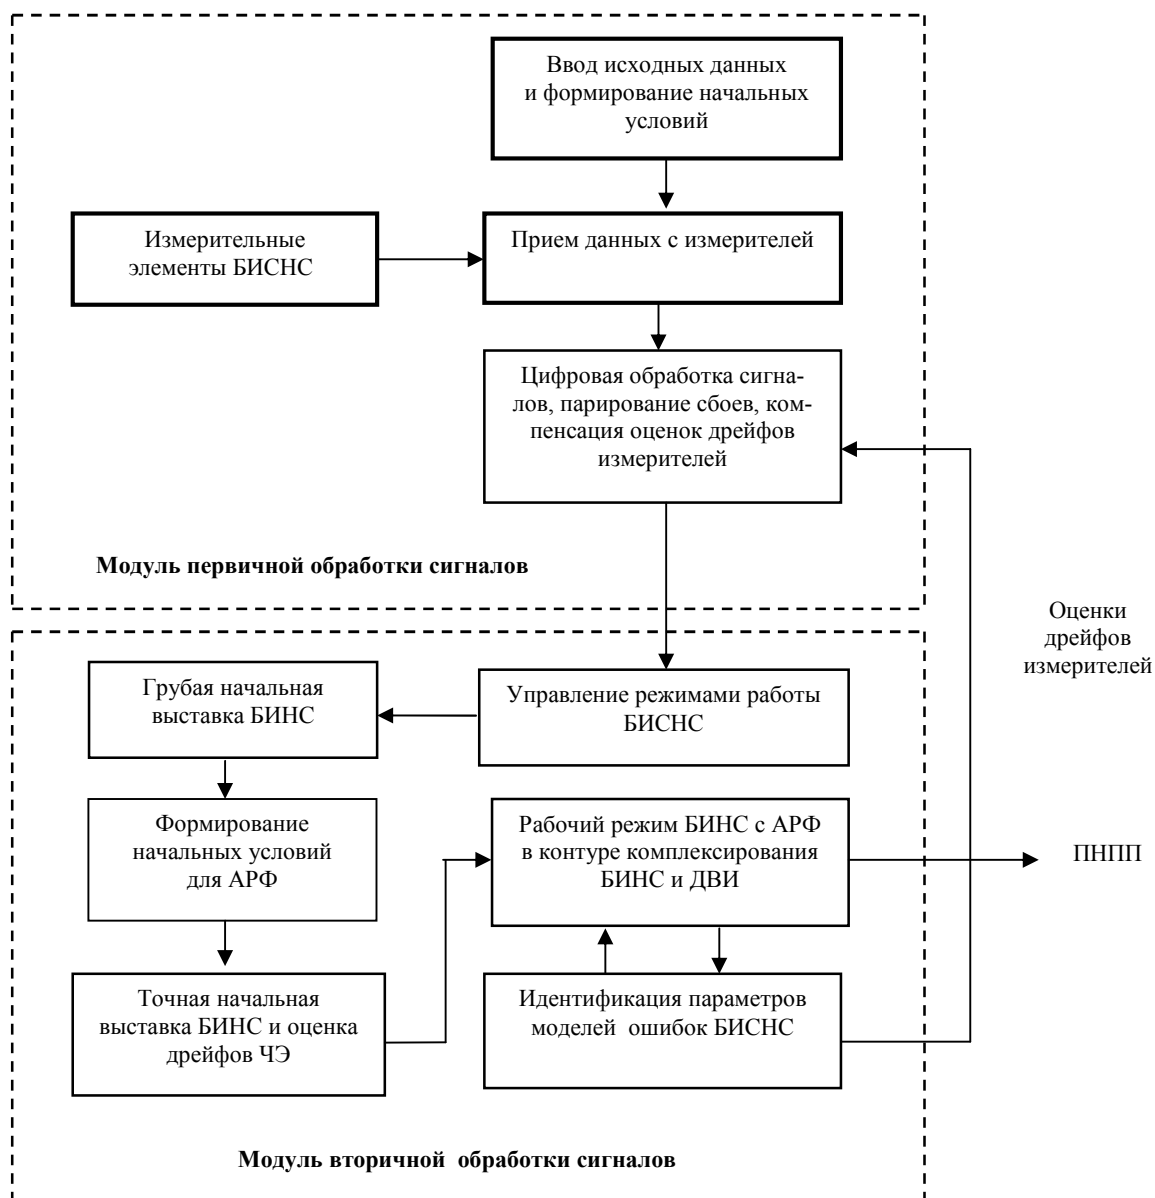 Ввод исходных данных
и формирование начальных
условий
Измерительные
элементы БИСНС
Прием данных с измерителей
Цифровая обработка сигна-
лов, парирование сбоев, ком-
пенсация оценок дрейфов
измерителей
Модуль первичной обработки сигналов
Оценки
дрейфов
измерителей
Грубая начальная
выставка БИНС
Управление режимами работы
БИСНС
Формирование
начальных условий
для АРФ
Рабочий режим БИНС с АРФ
в контуре комплексирования
БИНС и ДВИ
ПНПП
Точная начальная
выставка БИНС и оценка
дрейфов ЧЭ
Идентификация параметров
моделей ошибок БИСНС
Модуль вторичной обработки сигналов